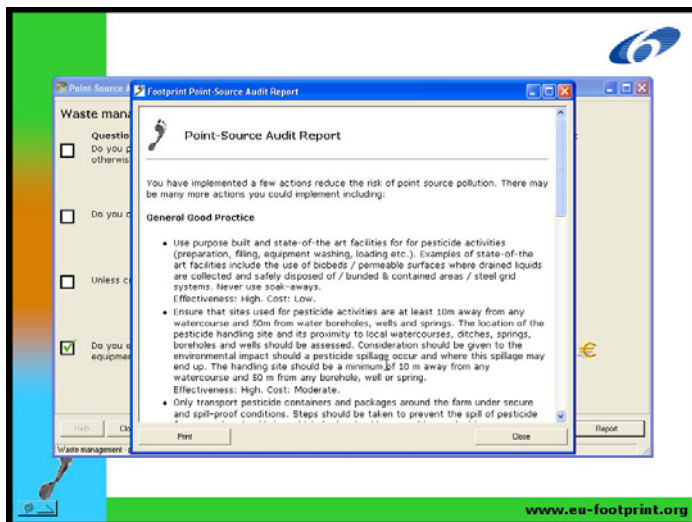 Point Source A
Footprint Point-Source Audit Report
Waste mana
Questio
Do you p
otherwis
Do you c
Unless c
Do you e
equipme
Point-Source Audit Report
You have implemented a few actions reduce the risk of point source pollution. There may
be many more actions you could implement including:
General Good Practice
• Use purpose built and state-of-the art facilities for for pesticide activities
(preparation, filling, equipment washing, loading etc.). Examples of state-of-the
art facilities include the use of biobeds / permeable surfaces where drained liquids
are collected and safely disposed of / bunded & contained areas / steel grid
systems. Never use soak-aways.
Effectiveness: High. Cost: Low.
• Ensure that sites used for pesticide activities are at least 10m away from any
watercourse and 50m from water boreholes, wells and springs. The location of the
pesticide handling site and its proximity to local watercourses, ditches, springs,
boreholes and wells should be assessed. Consideration should be given to the
environmental impact should a pesticide spillage occur and where this spillage may
end up. The handling site should be a minimum of 10 m away from any
watercourse and 50 m from any borehole, well or spring.
Effectiveness: High. Cost: Moderate.
• Only transport pesticide containers and packages around the farm under secure
and spill-proof conditions. Steps should be taken to prevent the spill of pesticide
Print
Close
Help
Clo
Report
Waste management -
www.eu-footprint.org